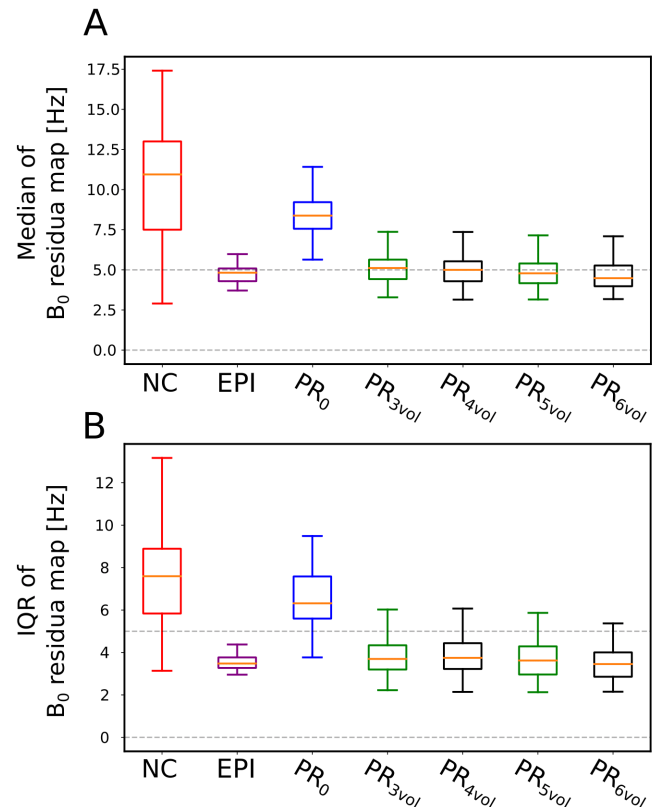 A
Median of
B₀ residua map [Hz]
17.5
15.0
12.5
10.0
7.5
5.0
2.5
0.0
NC EPI PR₀ PR₃ᵥₒₗ PR₄ᵥₒₗ PR₅ᵥₒₗ PR₆ᵥₒₗ
B
IQR of
B₀ residua map [Hz]
12
10
8
6
4
2
0
NC EPI PR₀ PR₃ᵥₒₗ PR₄ᵥₒₗ PR₅ᵥₒₗ PR₆ᵥₒₗ